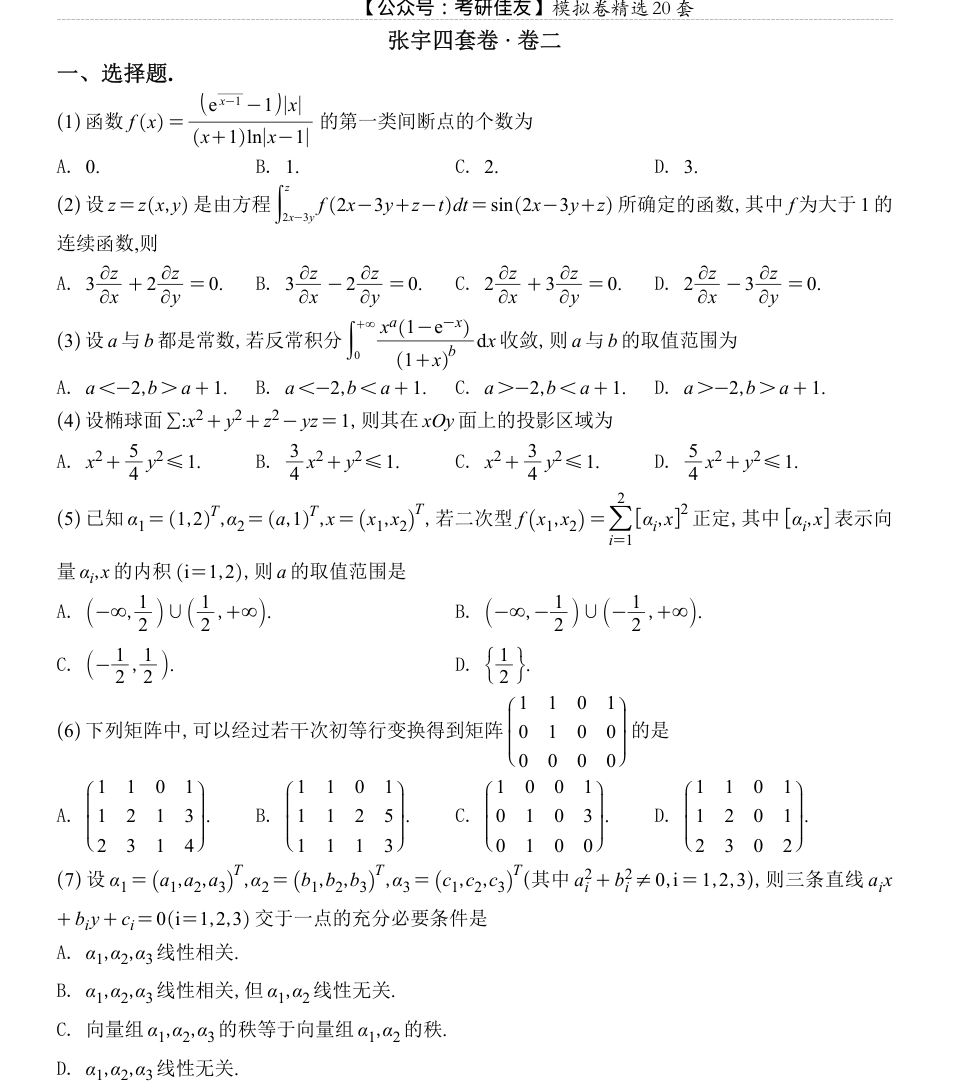 【公众号：考研佳友】模拟卷精选 20 套
张宇四套卷 · 卷二
一、选择题.
(1) 函数 f(x) = (e^{\overline{x−1}} − 1)|x| / ((x+1)ln|x−1|) 的第一类间断点的个数为
A. 0. B. 1. C. 2. D. 3.
(2) 设 z = z(x,y) 是由方程 ∫_{2x−3y}^{z} f(2x−3y+z−t)dt = sin(2x−3y+z) 所确定的函数, 其中 f 为大于 1 的
连续函数,则
A. 3 ∂z/∂x + 2 ∂z/∂y = 0. B. 3 ∂z/∂x − 2 ∂z/∂y = 0. C. 2 ∂z/∂x + 3 ∂z/∂y = 0. D. 2 ∂z/∂x − 3 ∂z/∂y = 0.
(3) 设 a 与 b 都是常数, 若反常积分 ∫_0^{+∞} x^a(1−e^{−x}) / (1+x)^b dx 收敛, 则 a 与 b 的取值范围为
A. a<−2,b>a+1. B. a<−2,b<a+1. C. a>−2,b<a+1. D. a>−2,b>a+1.
(4) 设椭球面 ∑:x²+y²+z²−yz=1, 则其在 xOy 面上的投影区域为
A. x²+5/4 y²⩽1. B. 3/4 x²+y²⩽1. C. x²+3/4 y²⩽1. D. 5/4 x²+y²⩽1.
(5) 已知 α₁=(1,2)^T,α₂=(a,1)^T,x=(x₁,x₂)^T, 若二次型 f(x₁,x₂)=∑_{i=1}^{2}[α_i,x]² 正定, 其中 [α_i,x] 表示向
量 α_i,x 的内积 (i=1,2), 则 a 的取值范围是
A. (−∞,1/2)∪(1/2,+∞). B. (−∞,−1/2)∪(−1/2,+∞).
C. (−1/2,1/2). D. {1/2}.
(6) 下列矩阵中, 可以经过若干次初等行变换得到矩阵 (1 1 0 1; 0 1 0 0; 0 0 0 0) 的是
A. (1 1 0 1; 1 2 1 3; 2 3 1 4). B. (1 1 0 1; 1 1 2 5; 1 1 1 3). C. (1 0 0 1; 0 1 0 3; 0 1 0 0). D. (1 1 0 1; 1 2 0 1; 2 3 0 2).
(7) 设 α₁=(a₁,a₂,a₃)^T,α₂=(b₁,b₂,b₃)^T,α₃=(c₁,c₂,c₃)^T(其中 a_i²+b_i²≠0,i=1,2,3), 则三条直线 a_ix
+b_iy+c_i=0(i=1,2,3) 交于一点的充分必要条件是
A. α₁,α₂,α₃ 线性相关.
B. α₁,α₂,α₃ 线性相关, 但 α₁,α₂ 线性无关.
C. 向量组 α₁,α₂,α₃ 的秩等于向量组 α₁,α₂ 的秩.
D. α₁,α₂,α₃ 线性无关.